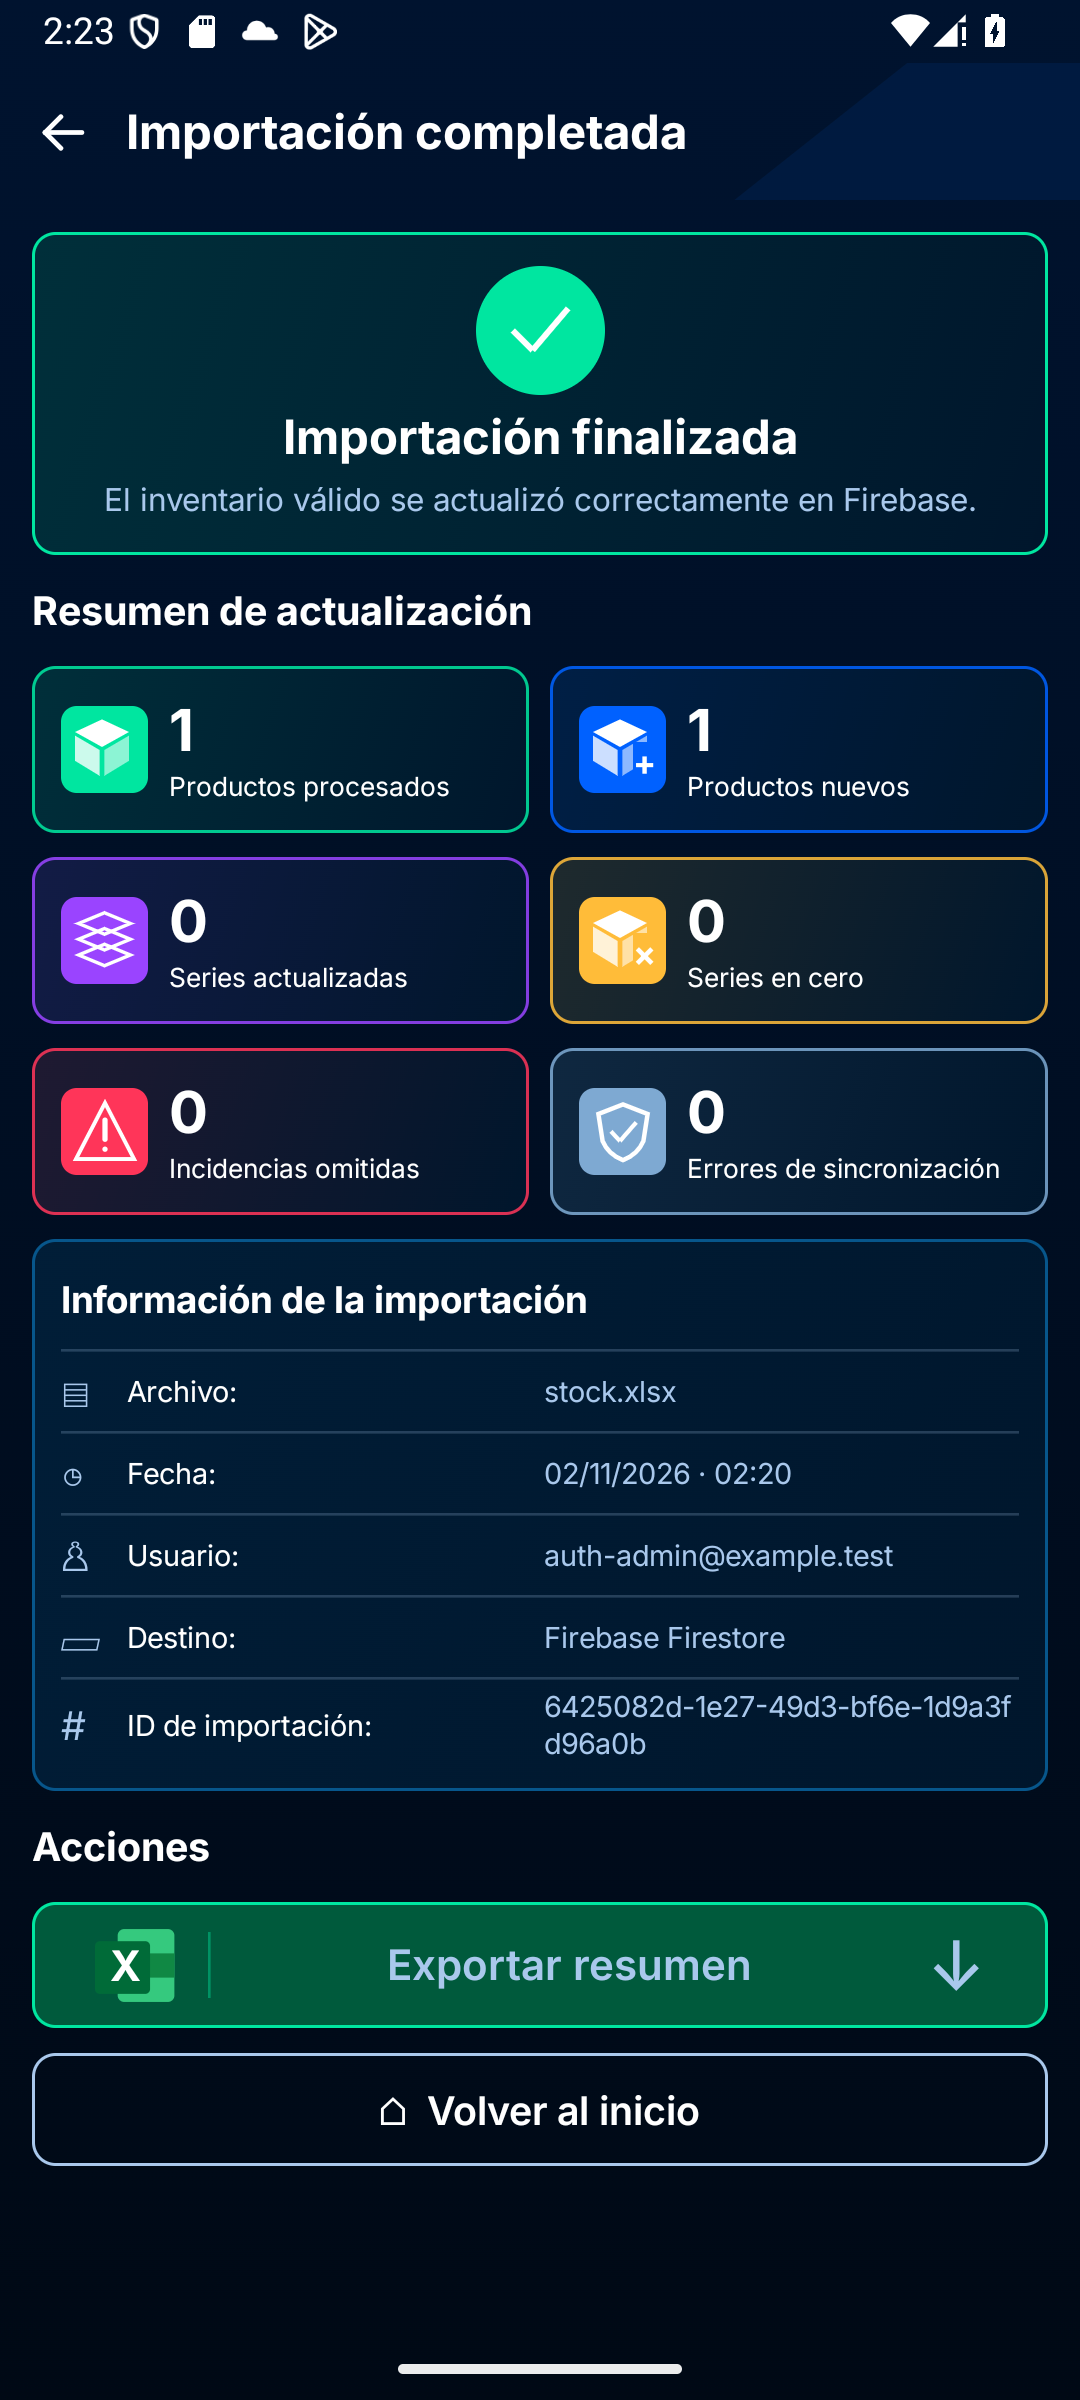 2:23
Importación completada
Importación finalizada
El inventario válido se actualizó correctamente en Firebase.
Resumen de actualización
1
Productos procesados
1
Productos nuevos
0
Series actualizadas
0
Series en cero
0
Incidencias omitidas
0
Errores de sincronización
Información de la importación
Archivo: stock.xlsx
Fecha: 02/11/2026 · 02:20
Usuario: auth-admin@example.test
Destino: Firebase Firestore
# ID de importación: 6425082d-1e27-49d3-bf6e-1d9a3f
d96a0b
Acciones
X Exportar resumen
Volver al inicio